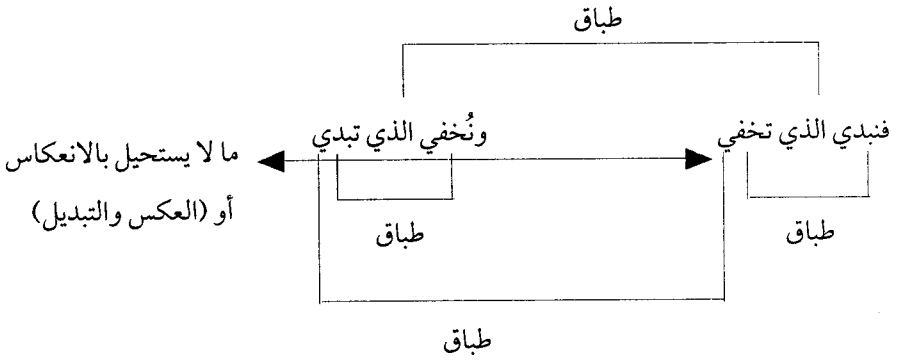 طباق
فنبدي الذي تخفي ونُخفي الذي تبدي
ما لا يستحيل بالانعكاس
أو (العكس والتبديل)
طباق طباق
طباق